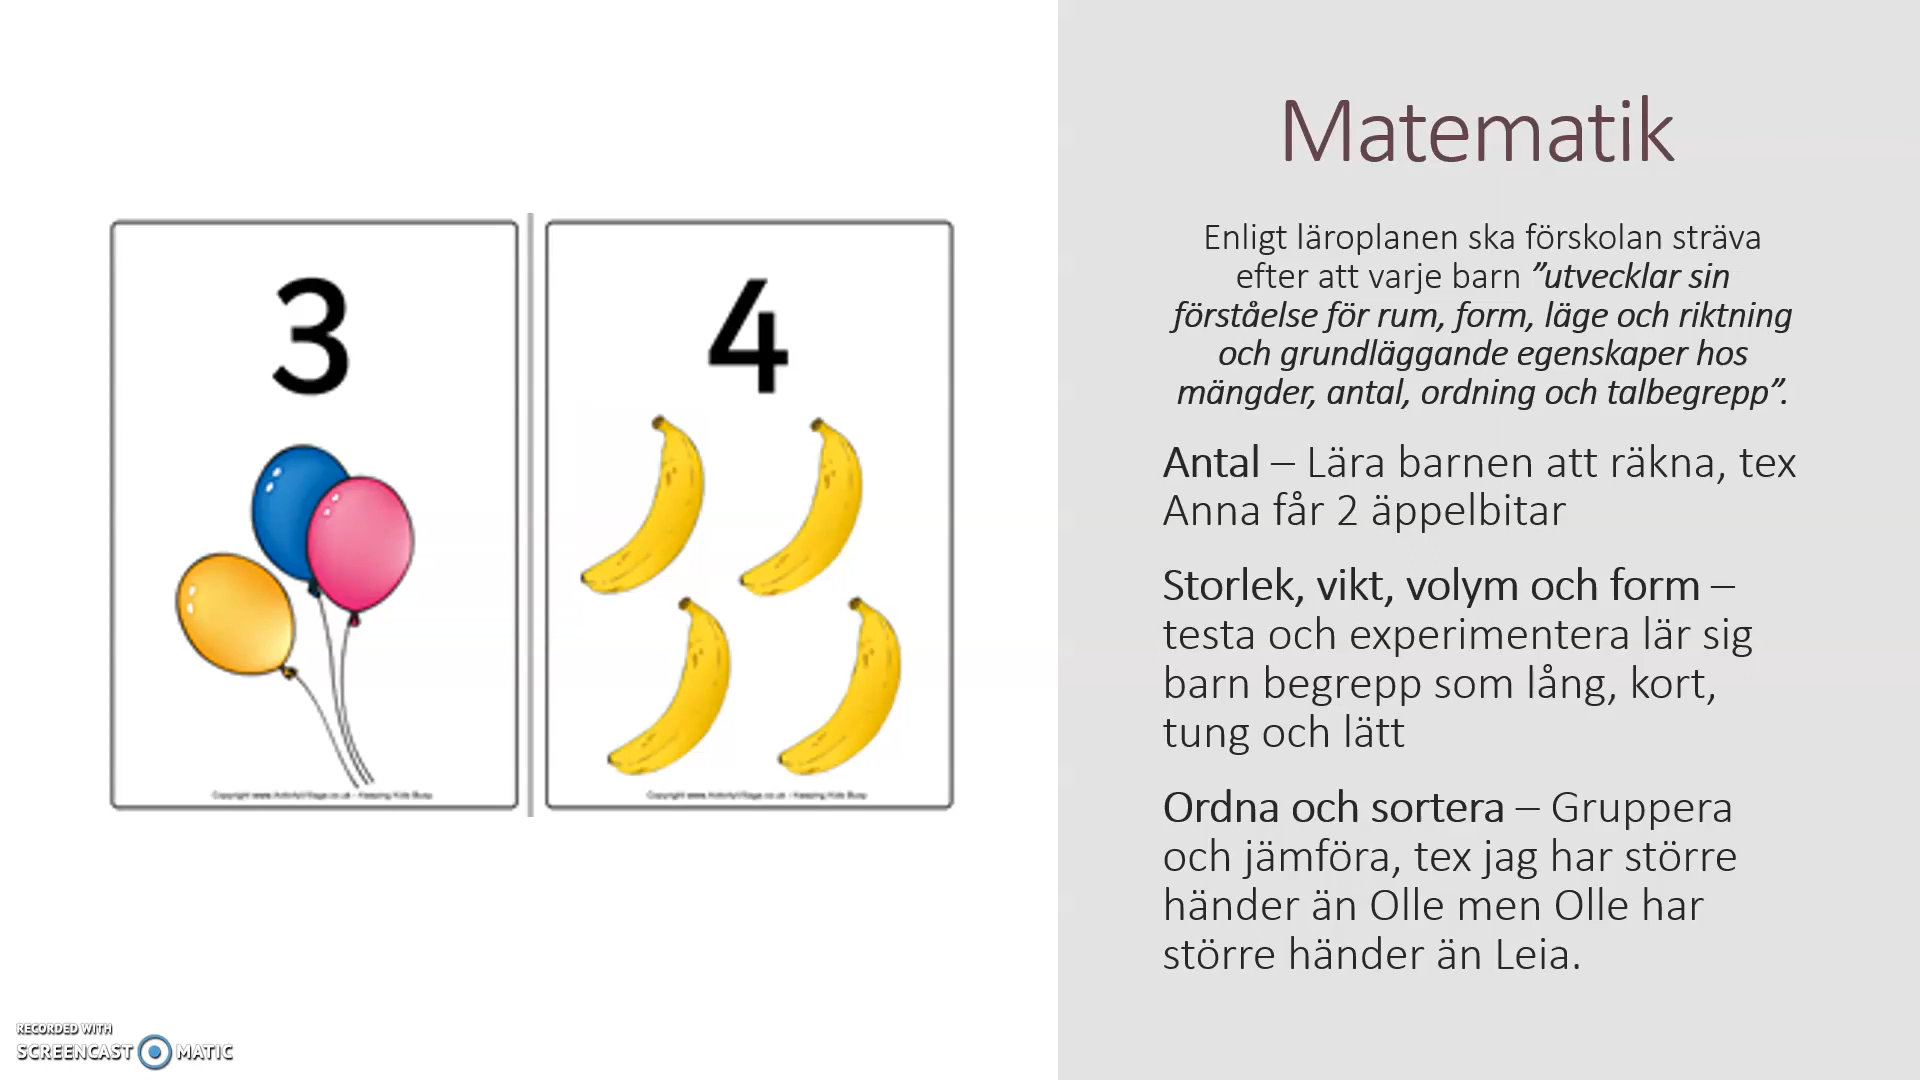 3
4
Copyright www.ActivityVillage.co.uk - Keeping Kids Busy
Copyright www.ActivityVillage.co.uk - Keeping Kids Busy
Matematik
Enligt läroplanen ska förskolan sträva
efter att varje barn ”utvecklar sin
förståelse för rum, form, läge och riktning
och grundläggande egenskaper hos
mängder, antal, ordning och talbegrepp”.
Antal – Lära barnen att räkna, tex
Anna får 2 äppelbitar
Storlek, vikt, volym och form –
testa och experimentera lär sig
barn begrepp som lång, kort,
tung och lätt
Ordna och sortera – Gruppera
och jämföra, tex jag har större
händer än Olle men Olle har
större händer än Leia.
RECORDED WITH
SCREENCAST MATIC